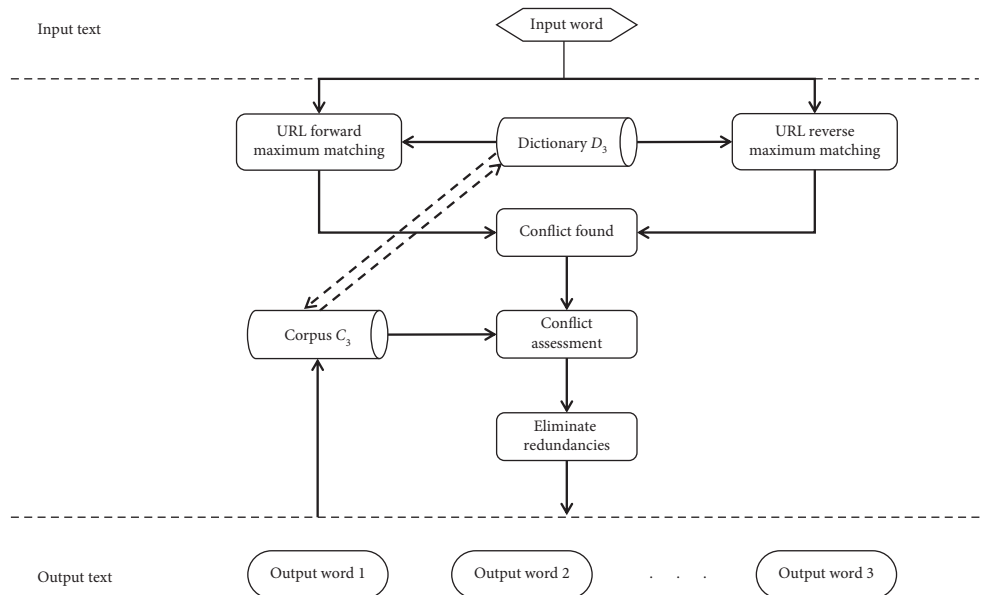 Input text
Input word
URL forward
maximum matching
Dictionary D3
URL reverse
maximum matching
Conflict found
Corpus C3
Conflict
assessment
Eliminate
redundancies
Output text
Output word 1
Output word 2
. . .
Output word 3